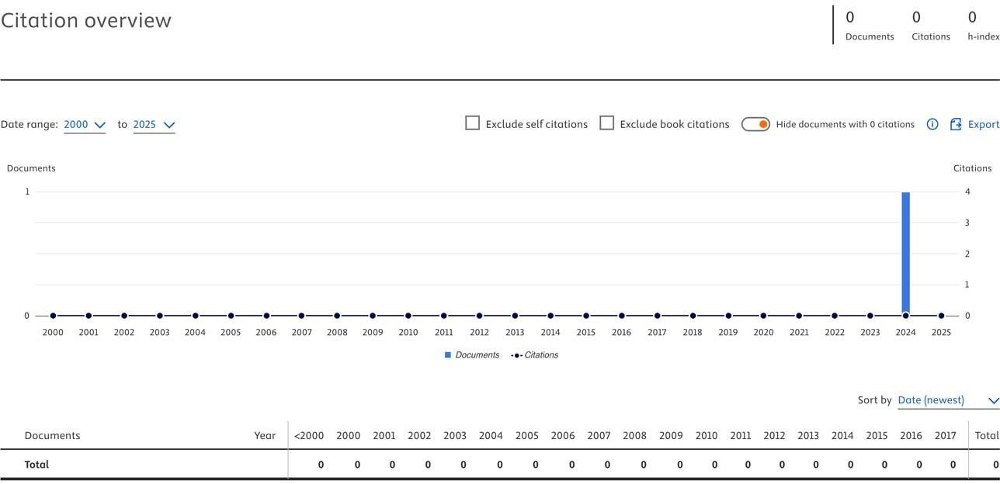 Citation overview
0 0 0
Documents Citations h-index
Date range: 2000 to 2025 Exclude self citations Exclude book citations Hide documents with 0 citations Export
Documents Citations
1 4
3
2
1
0 0
2000 2001 2002 2003 2004 2005 2006 2007 2008 2009 2010 2011 2012 2013 2014 2015 2016 2017 2018 2019 2020 2021 2022 2023 2024 2025
Documents Citations
Sort by Date (newest)
Documents Year <2000 2000 2001 2002 2003 2004 2005 2006 2007 2008 2009 2010 2011 2012 2013 2014 2015 2016 2017 Total
Total 0 0 0 0 0 0 0 0 0 0 0 0 0 0 0 0 0 0 0 0